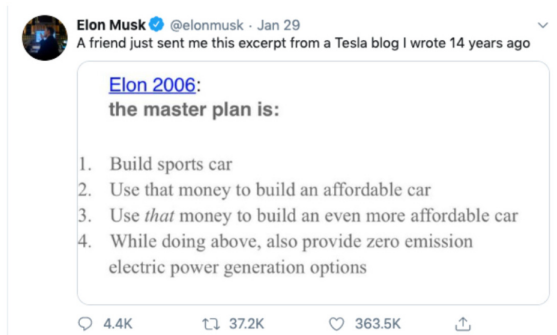 Elon Musk @elonmusk · Jan 29
A friend just sent me this excerpt from a Tesla blog I wrote 14 years ago
Elon 2006:
the master plan is:
1. Build sports car
2. Use that money to build an affordable car
3. Use that money to build an even more affordable car
4. While doing above, also provide zero emission
electric power generation options
4.4K 37.2K 363.5K